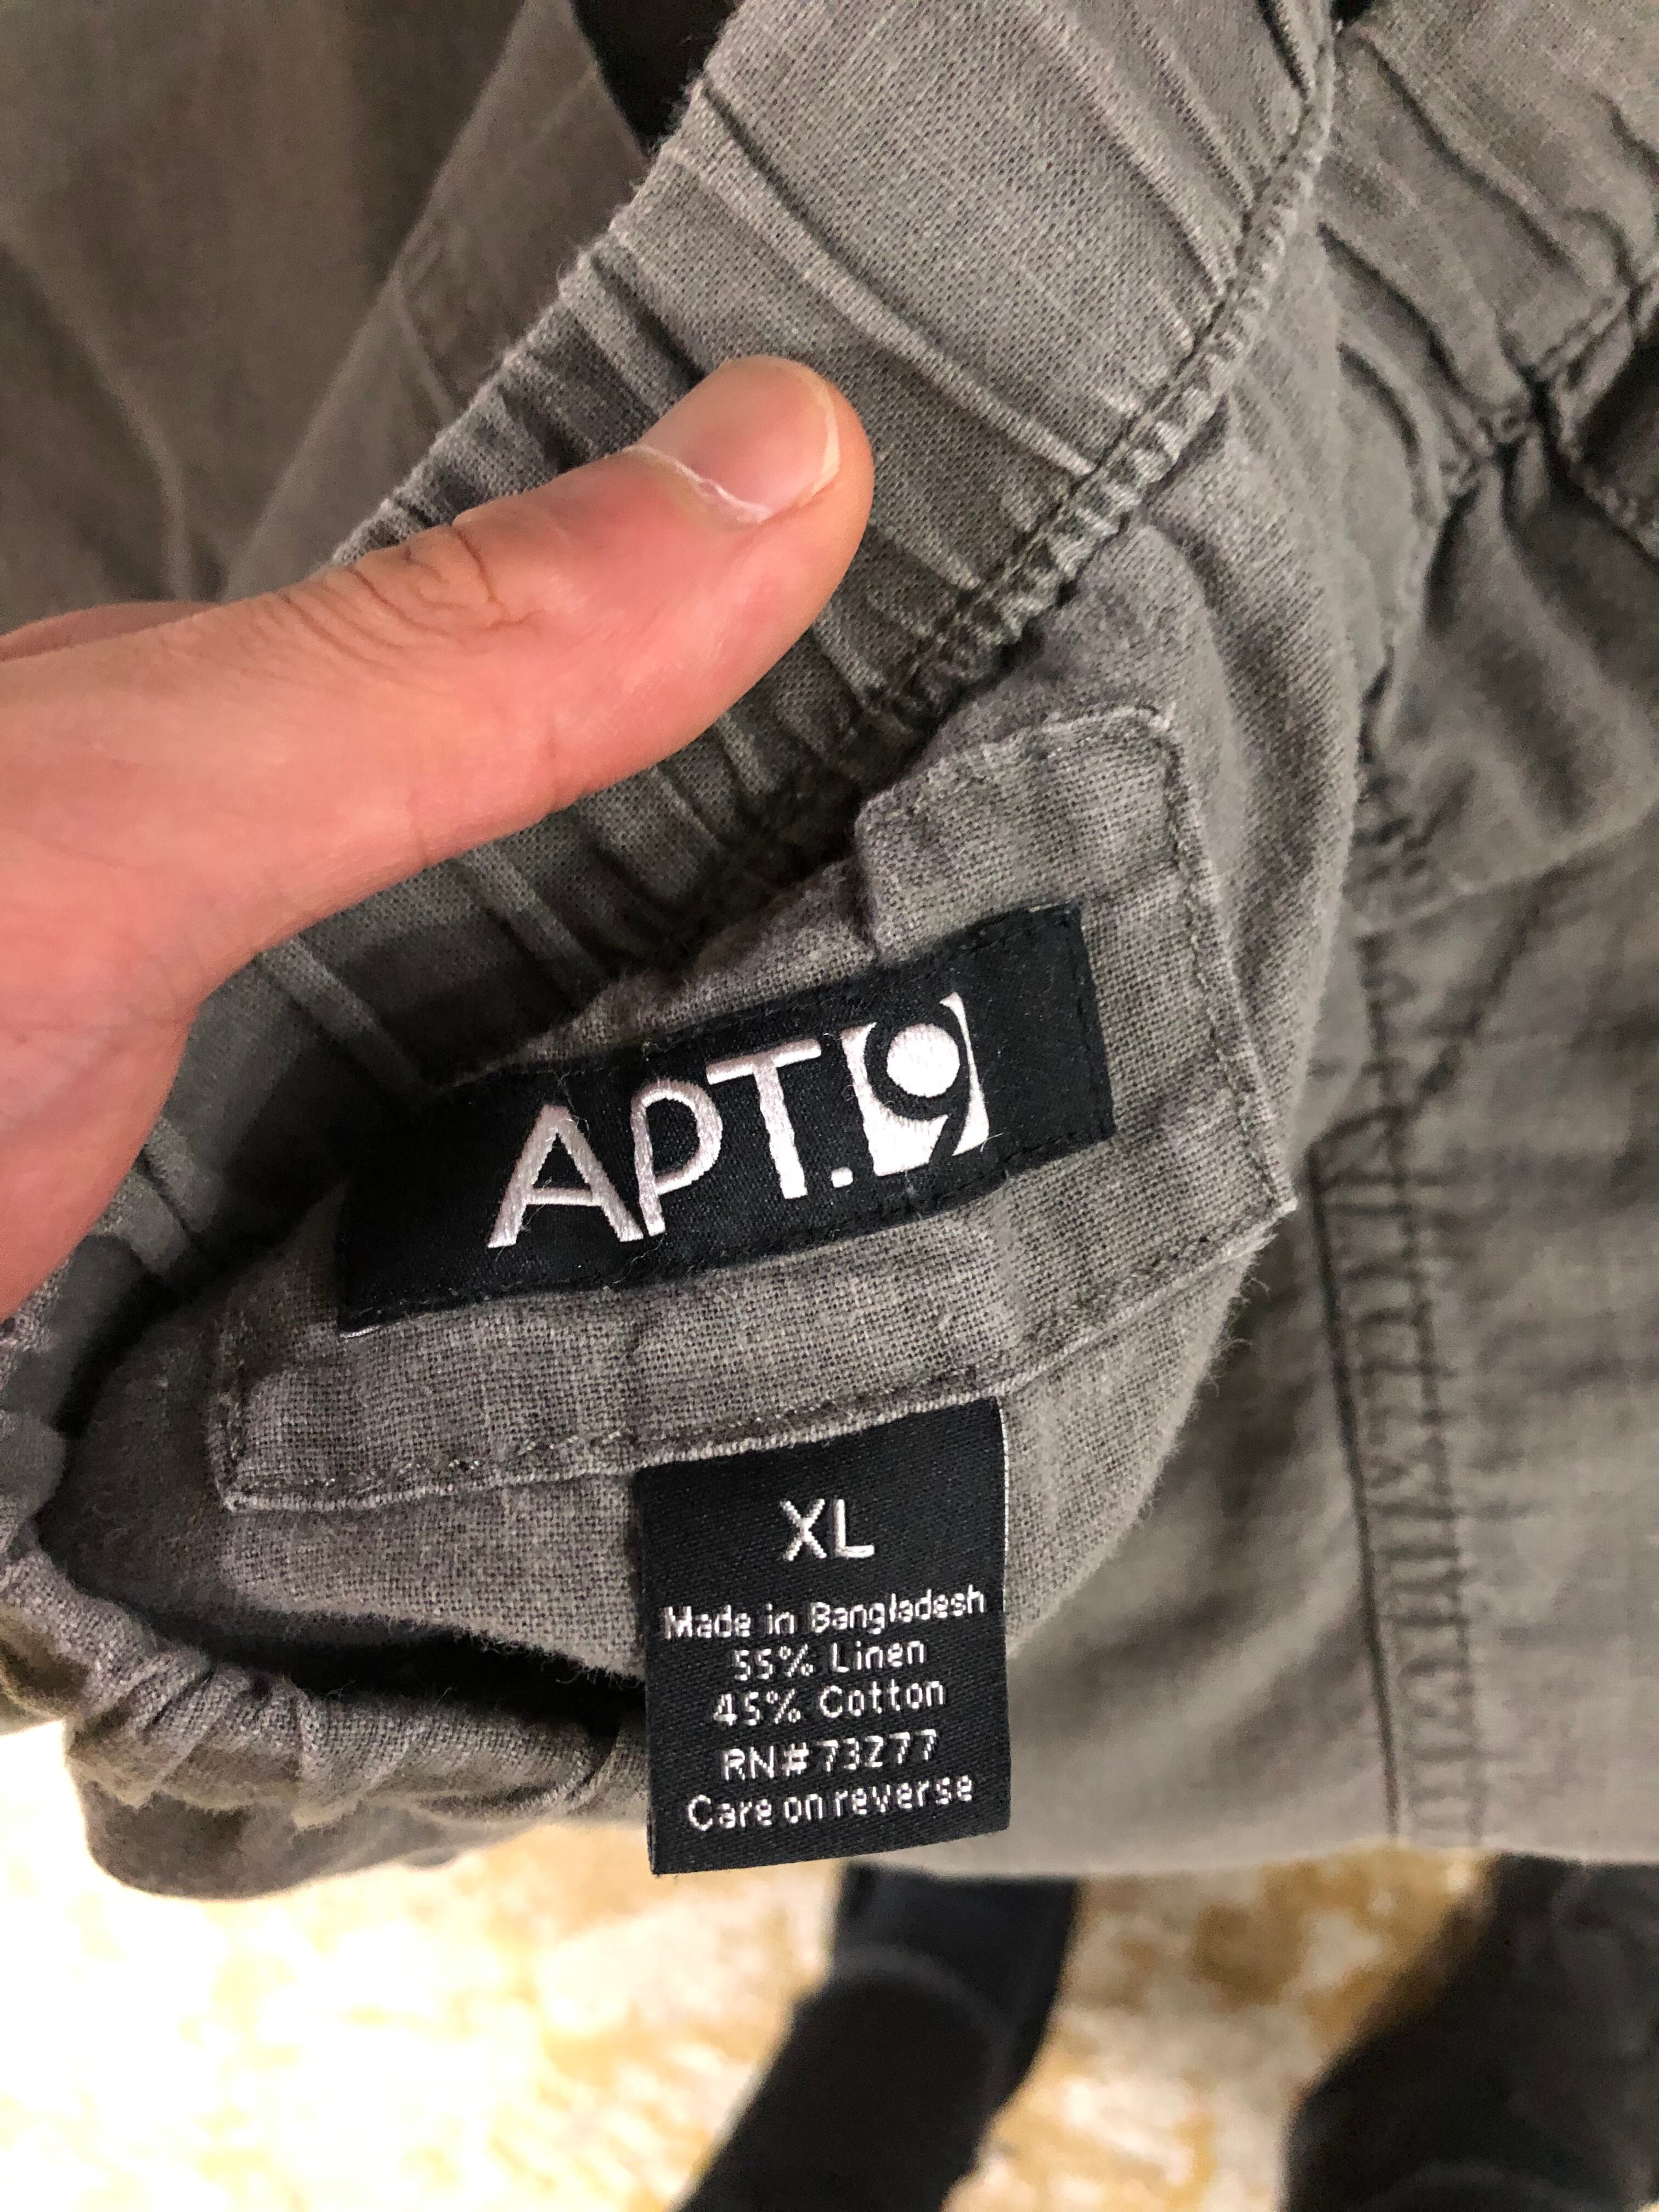 APT.9
XL
Made in Bangladesh
55% Linen
45% Cotton
RN# 73277
Care on reverse